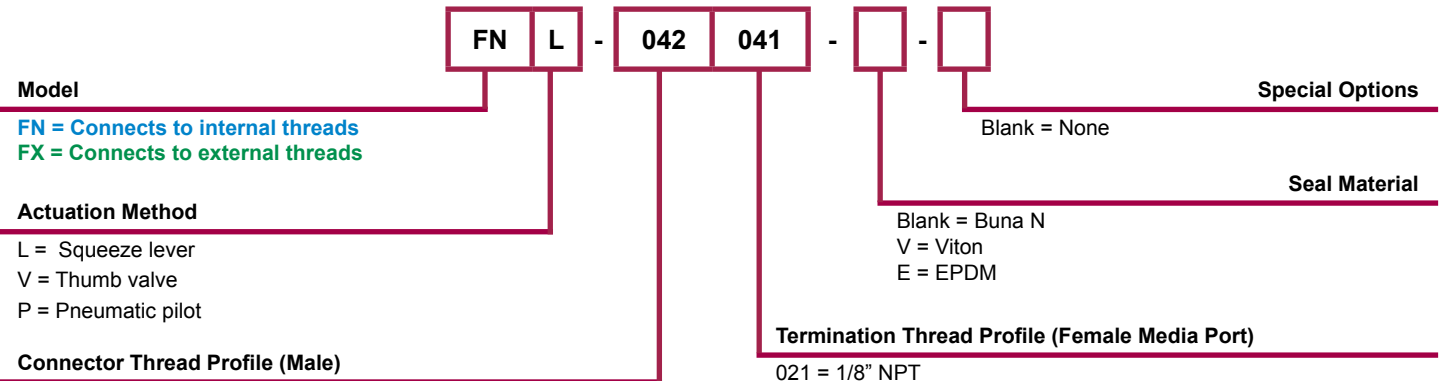 FN L - 042 041 - -
Model
FN = Connects to internal threads
FX = Connects to external threads
Actuation Method
L = Squeeze lever
V = Thumb valve
P = Pneumatic pilot
Connector Thread Profile (Male)
Special Options
Blank = None
Seal Material
Blank = Buna N
V = Viton
E = EPDM
Termination Thread Profile (Female Media Port)
021 = 1/8” NPT